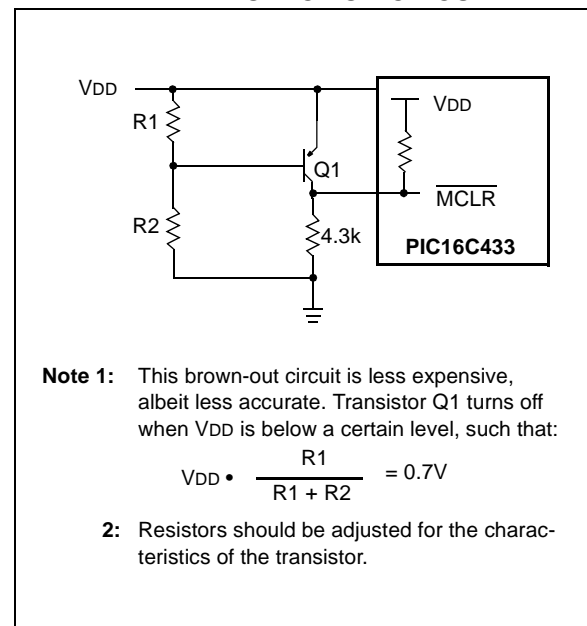 VDD
R1
VDD
Q1
MCLR
R2
4.3k
PIC16C433
Note 1: This brown-out circuit is less expensive,
albeit less accurate. Transistor Q1 turns off
when VDD is below a certain level, such that:
VDD • R1 / R1 + R2 = 0.7V
2: Resistors should be adjusted for the charac-
teristics of the transistor.